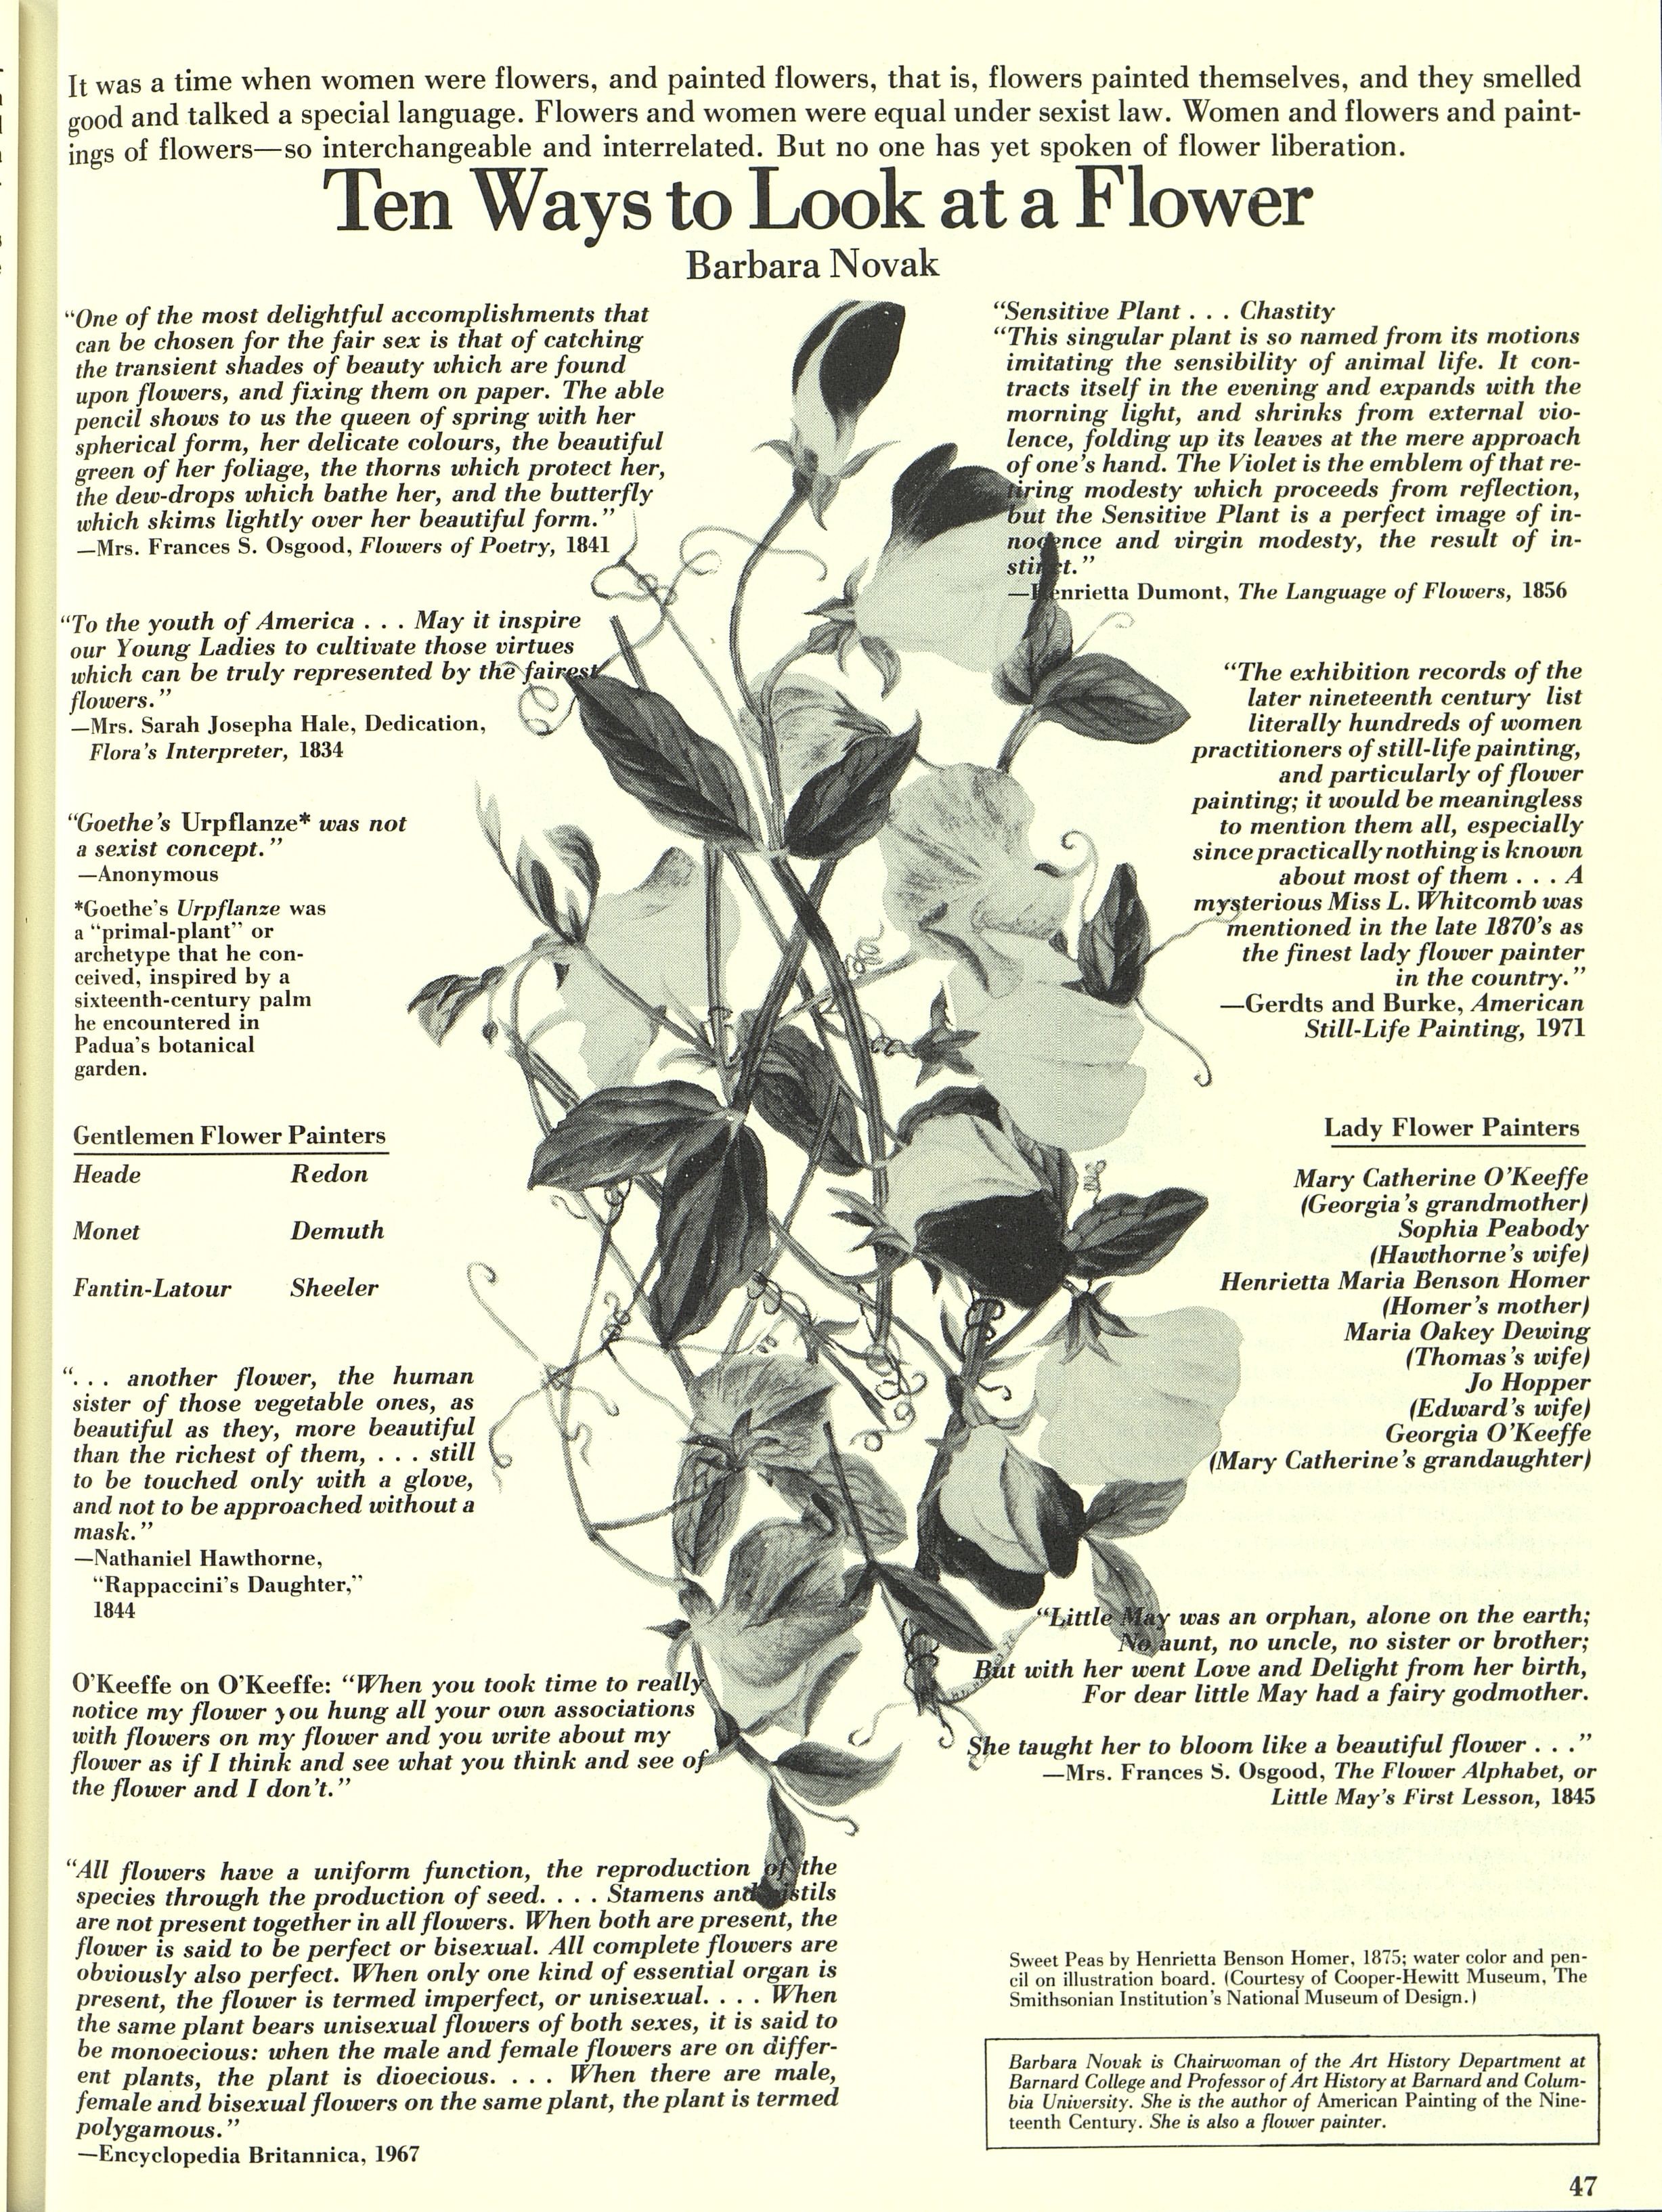 It was a time when women were flowers, and painted flowers, that is, flowers painted themselves, and they smelled
good and talked a special language. Flowers and women were equal under sexist law. Women and flowers and paint-
ings of flowers—so interchangeable and interrelated. But no one has yet spoken of flower liberation.
Ten Ways to Look at a Flower
Barbara Novak
“One of the most delightful accomplishments that
can be chosen for the fair sex is that of catching
the transient shades of beauty which are found
upon flowers, and fixing them on paper. The able
pencil shows to us the queen of spring with her
spherical form, her delicate colours, the beautiful
green of her foliage, the thorns which protect her,
the dew-drops which bathe her, and the butterfly
which skims lightly over her beautiful form.”
—Mrs. Frances S. Osgood, Flowers of Poetry, 1841
“To the youth of America . . . May it inspire
our Young Ladies to cultivate those virtues
which can be truly represented by the fairest
flowers.”
—Mrs. Sarah Josepha Hale, Dedication,
Flora’s Interpreter, 1834
“Goethe’s Urpflanze* was not
a sexist concept.”
—Anonymous
*Goethe’s Urpflanze was
a “primal-plant” or
archetype that he con-
ceived, inspired by a
sixteenth-century palm
he encountered in
Padua’s botanical
garden.
Gentlemen Flower Painters
Heade Redon
Monet Demuth
Fantin-Latour Sheeler
“. . . another flower, the human
sister of those vegetable ones, as
beautiful as they, more beautiful
than the richest of them, . . . still
to be touched only with a glove,
and not to be approached without a
mask.”
—Nathaniel Hawthorne,
“Rappaccini’s Daughter,”
1844
O’Keeffe on O’Keeffe: “When you took time to really
notice my flower you hung all your own associations
with flowers on my flower and you write about my
flower as if I think and see what you think and see of
the flower and I don’t.”
“All flowers have a uniform function, the reproduction of the
species through the production of seed. . . . Stamens and pistils
are not present together in all flowers. When both are present, the
flower is said to be perfect or bisexual. All complete flowers are
obviously also perfect. When only one kind of essential organ is
present, the flower is termed imperfect, or unisexual. . . . When
the same plant bears unisexual flowers of both sexes, it is said to
be monoecious: when the male and female flowers are on differ-
ent plants, the plant is dioecious. . . . When there are male,
female and bisexual flowers on the same plant, the plant is termed
polygamous.”
—Encyclopedia Britannica, 1967
“Sensitive Plant . . . Chastity
“This singular plant is so named from its motions
imitating the sensibility of animal life. It con-
tracts itself in the evening and expands with the
morning light, and shrinks from external vio-
lence, folding up its leaves at the mere approach
of one’s hand. The Violet is the emblem of that re-
tiring modesty which proceeds from reflection,
but the Sensitive Plant is a perfect image of in-
nocence and virgin modesty, the result of in-
stinct.”
—Henrietta Dumont, The Language of Flowers, 1856
“The exhibition records of the
later nineteenth century list
literally hundreds of women
practitioners of still-life painting,
and particularly of flower
painting; it would be meaningless
to mention them all, especially
since practically nothing is known
about most of them . . . A
mysterious Miss L. Whitcomb was
mentioned in the late 1870’s as
the finest lady flower painter
in the country.”
—Gerdts and Burke, American
Still-Life Painting, 1971
Lady Flower Painters
Mary Catherine O’Keeffe
(Georgia’s grandmother)
Sophia Peabody
(Hawthorne’s wife)
Henrietta Maria Benson Homer
(Homer’s mother)
Maria Oakey Dewing
(Thomas’s wife)
Jo Hopper
(Edward’s wife)
Georgia O’Keeffe
(Mary Catherine’s grandaughter)
“Little May was an orphan, alone on the earth;
No aunt, no uncle, no sister or brother;
But with her went Love and Delight from her birth,
For dear little May had a fairy godmother.
She taught her to bloom like a beautiful flower . . .”
—Mrs. Frances S. Osgood, The Flower Alphabet, or
Little May’s First Lesson, 1845
Sweet Peas by Henrietta Benson Homer, 1875; water color and pen-
cil on illustration board. (Courtesy of Cooper-Hewitt Museum, The
Smithsonian Institution’s National Museum of Design.)
Barbara Novak is Chairwoman of the Art History Department at
Barnard College and Professor of Art History at Barnard and Colum-
bia University. She is the author of American Painting of the Nine-
teenth Century. She is also a flower painter.
47